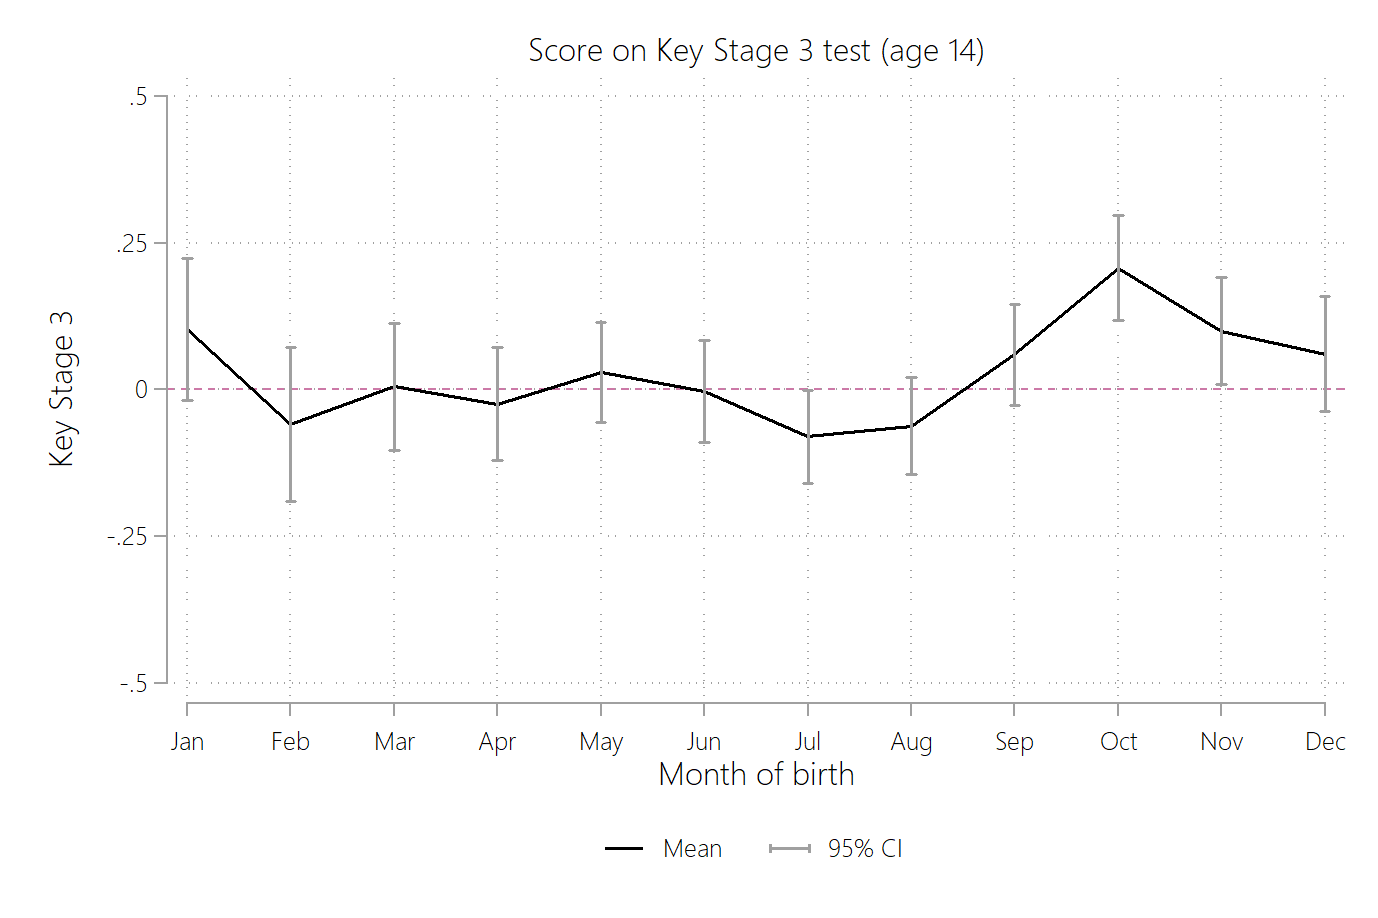 Score on Key Stage 3 test (age 14)
.5
.25
0
-.25
-.5
Key Stage 3
Jan Feb Mar Apr May Jun Jul Aug Sep Oct Nov Dec
Month of birth
Mean 95% CI